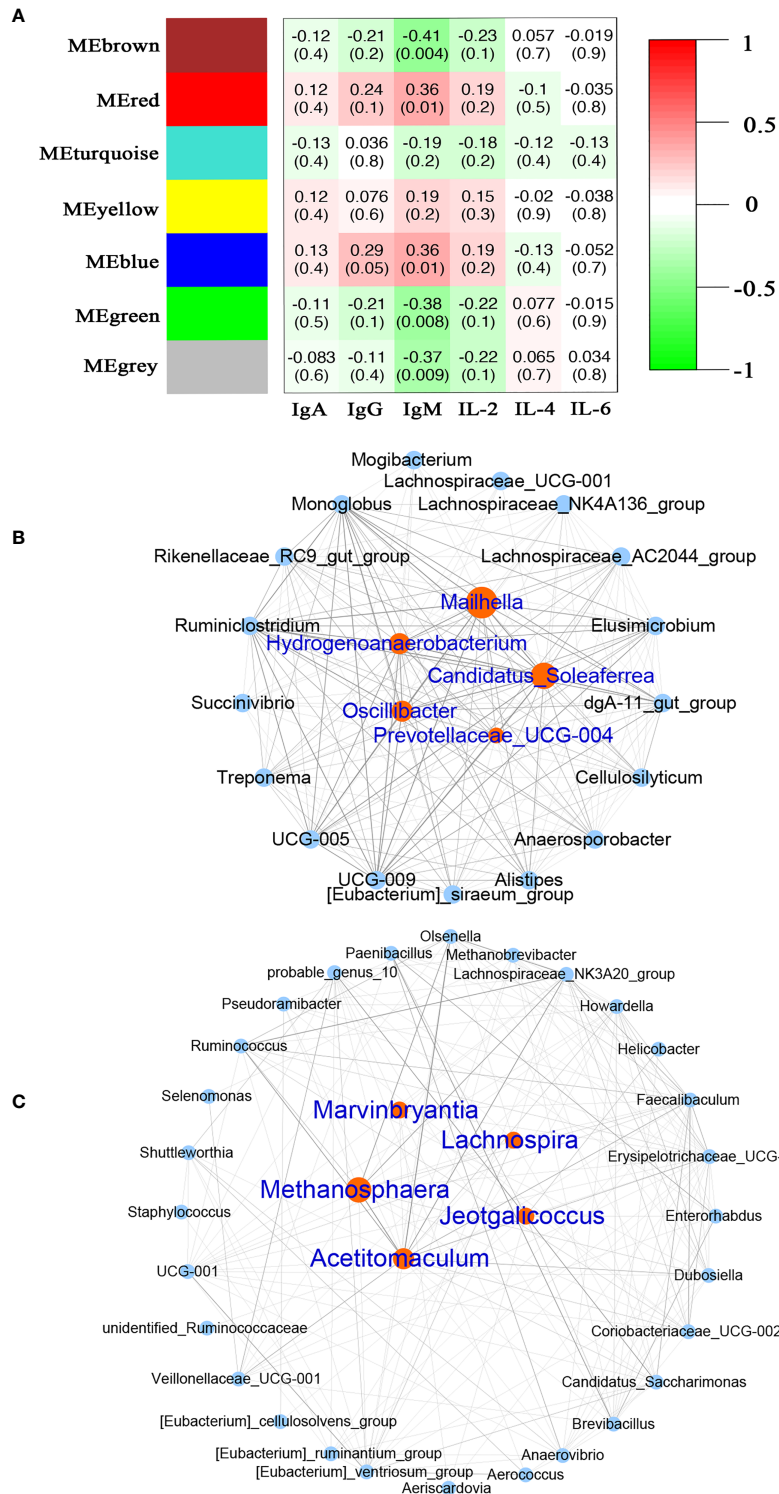 A
MEbrown -0.12 -0.21 -0.41 -0.23 0.057 -0.019
(0.4) (0.2) (0.004) (0.1) (0.7) (0.9)
MEred 0.12 0.24 0.36 0.19 -0.1 -0.035
(0.4) (0.1) (0.01) (0.2) (0.5) (0.8)
MEturquoise -0.13 0.036 -0.19 -0.18 -0.12 -0.13
(0.4) (0.8) (0.2) (0.2) (0.4) (0.4)
MEyellow 0.12 0.076 0.19 0.15 -0.02 -0.038
(0.4) (0.6) (0.2) (0.3) (0.9) (0.8)
MEblue 0.13 0.29 0.36 0.19 -0.13 -0.052
(0.4) (0.05) (0.01) (0.2) (0.4) (0.7)
MEgreen -0.11 -0.21 -0.38 -0.22 0.077 -0.015
(0.5) (0.1) (0.008) (0.1) (0.6) (0.9)
MEgrey -0.083 -0.11 -0.37 -0.22 0.065 0.034
(0.6) (0.4) (0.009) (0.1) (0.7) (0.8)
IgA IgG IgM IL-2 IL-4 IL-6
1
0.5
0
-0.5
-1
B
Mogibacterium
Lachnospiraceae_UCG-001
Monoglobus
Lachnospiraceae_NK4A136_group
Rikenellaceae_RC9_gut_group
Lachnospiraceae_AC2044_group
Mailhella
Ruminiclostridium
Elusimicrobium
Hydrogenoanaerobacterium
Candidatus_Soleaferrea
Succinivibrio
dgA-11_gut_group
Oscillibacter
Prevotellaceae_UCG-004
Treponema
Cellulosilyticum
UCG-005
Anaerosporobacter
UCG-009
Alistipes
[Eubacterium]_siraeum_group
C
Olsenella
Paenibacillus
Methanobrevibacter
probable_genus_10
Lachnospiraceae_NK3A20_group
Pseudoramibacter
Howardella
Ruminococcus
Helicobacter
Selenomonas
Faecalibaculum
Marvinbryantia
Lachnospira
Shuttleworthia
Erysipelotrichaceae_UCG-
Methanosphaera
Staphylococcus
Jeotgalicoccus
Enterorhabdus
Acetitomaculum
UCG-001
Dubosiella
unidentified_Ruminococcaceae
Coriobacteriaceae_UCG-002
Veillonellaceae_UCG-001
Candidatus_Saccharimonas
[Eubacterium]_cellulosolvens_group
Brevibacillus
[Eubacterium]_ruminantium_group
Anaerovibrio
[Eubacterium]_ventriosum_group
Aerococcus
Aeriscardovia